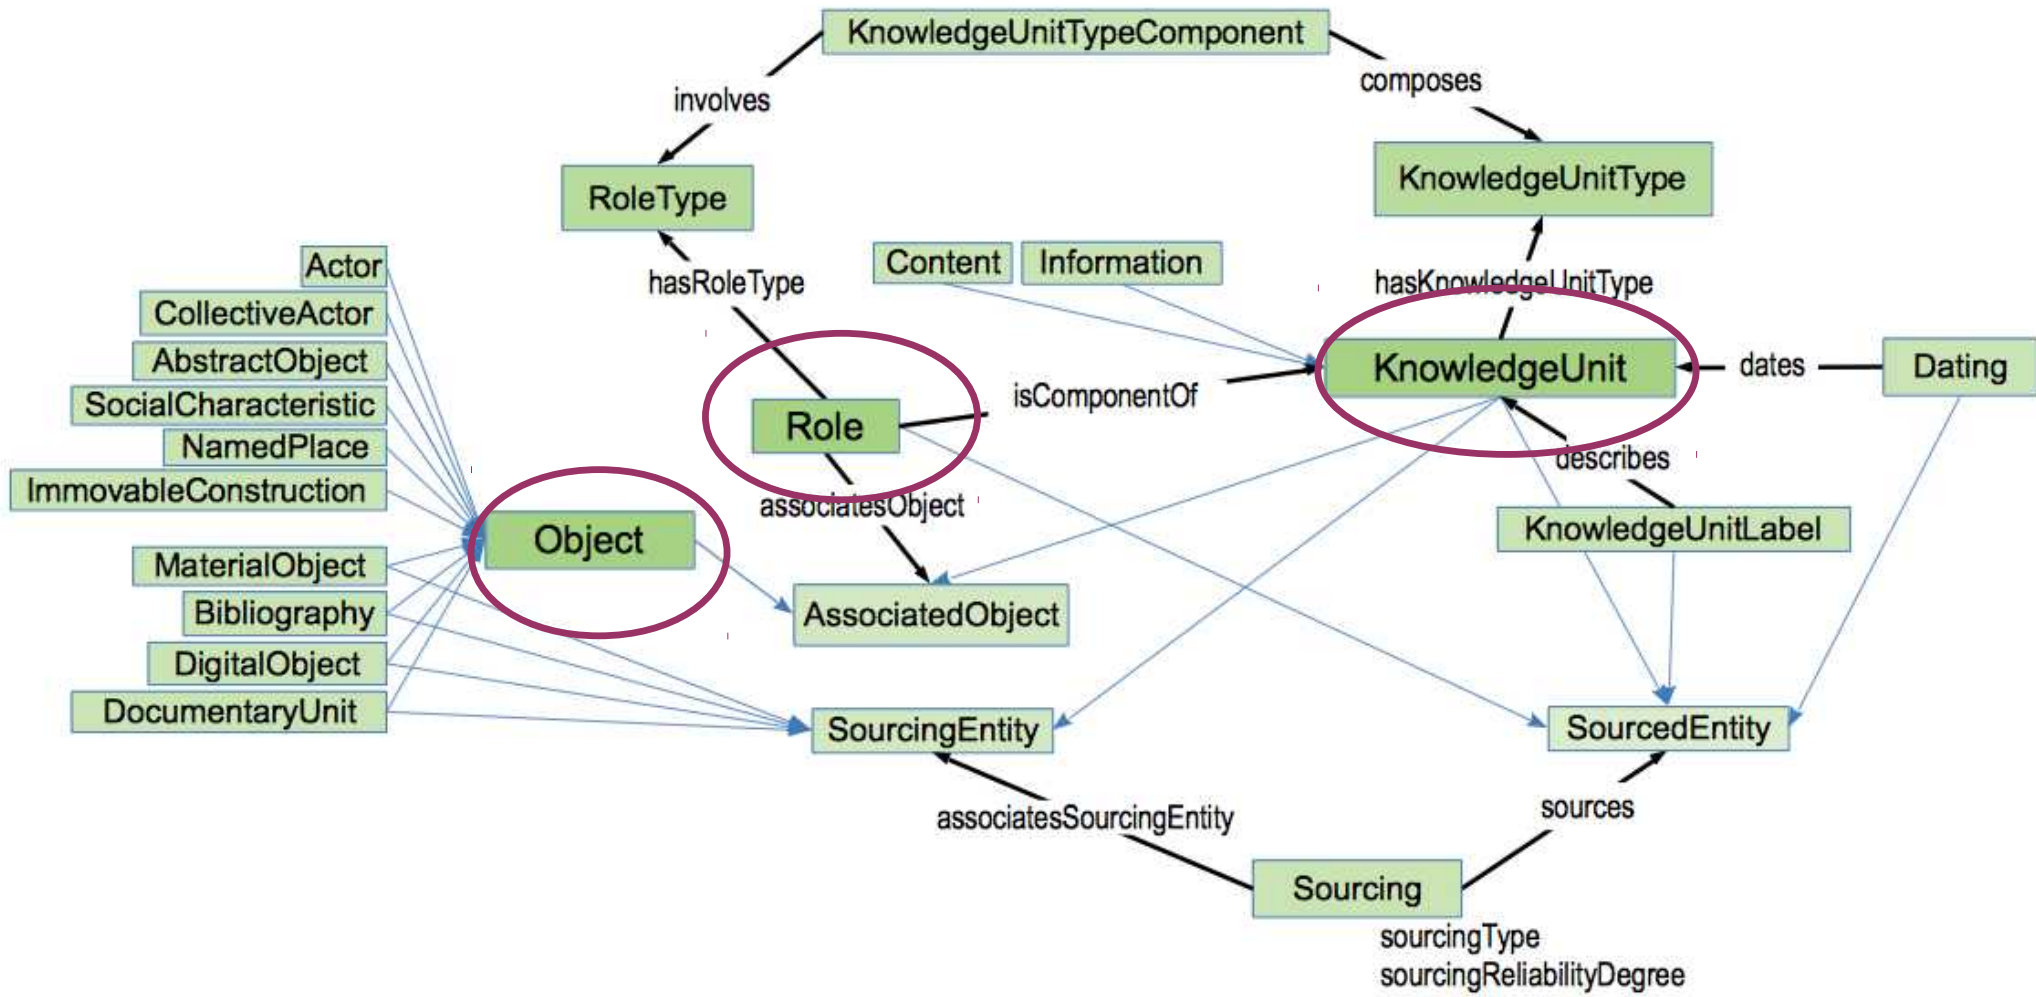 KnowledgeUnitTypeComponent
involves
composes
RoleType
KnowledgeUnitType
hasRoleType
Content
Information
hasKnowledgeUnitType
Actor
CollectiveActor
AbstractObject
SocialCharacteristic
NamedPlace
ImmovableConstruction
MaterialObject
Bibliography
DigitalObject
DocumentaryUnit
Role
isComponentOf
KnowledgeUnit
dates
Dating
associatesObject
describes
Object
KnowledgeUnitLabel
AssociatedObject
SourcingEntity
SourcedEntity
associatesSourcingEntity
sources
Sourcing
sourcingType
sourcingReliabilityDegree